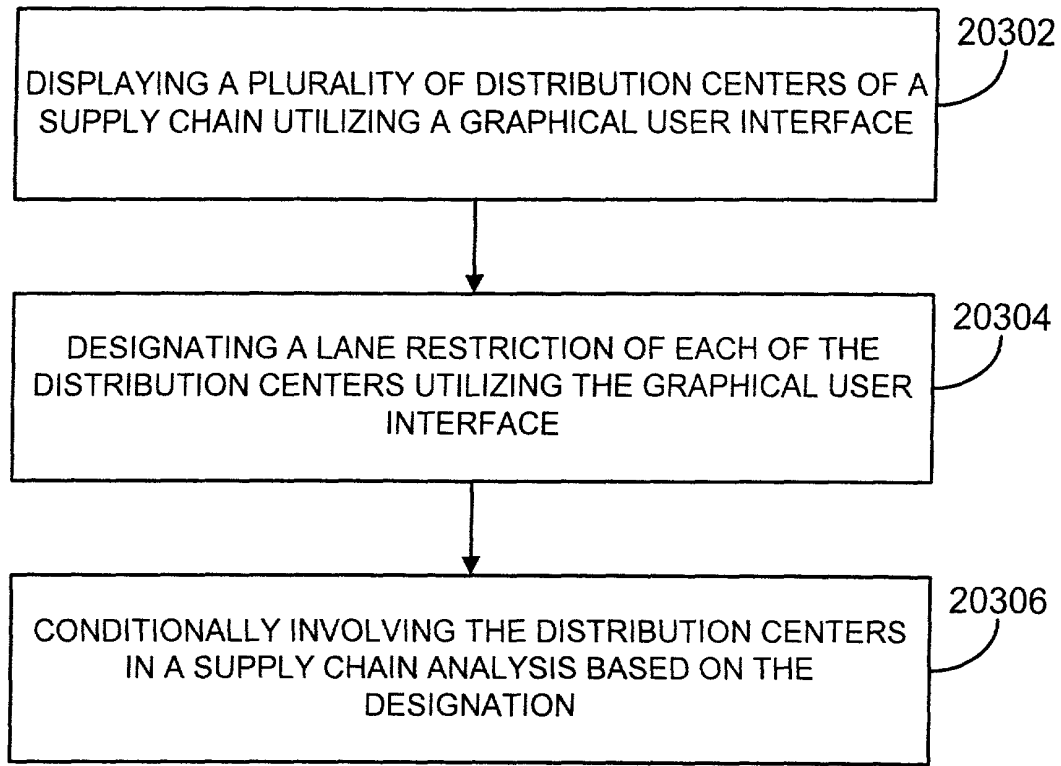 20302
DISPLAYING A PLURALITY OF DISTRIBUTION CENTERS OF A
SUPPLY CHAIN UTILIZING A GRAPHICAL USER INTERFACE
20304
DESIGNATING A LANE RESTRICTION OF EACH OF THE
DISTRIBUTION CENTERS UTILIZING THE GRAPHICAL USER
INTERFACE
20306
CONDITIONALLY INVOLVING THE DISTRIBUTION CENTERS
IN A SUPPLY CHAIN ANALYSIS BASED ON THE
DESIGNATION